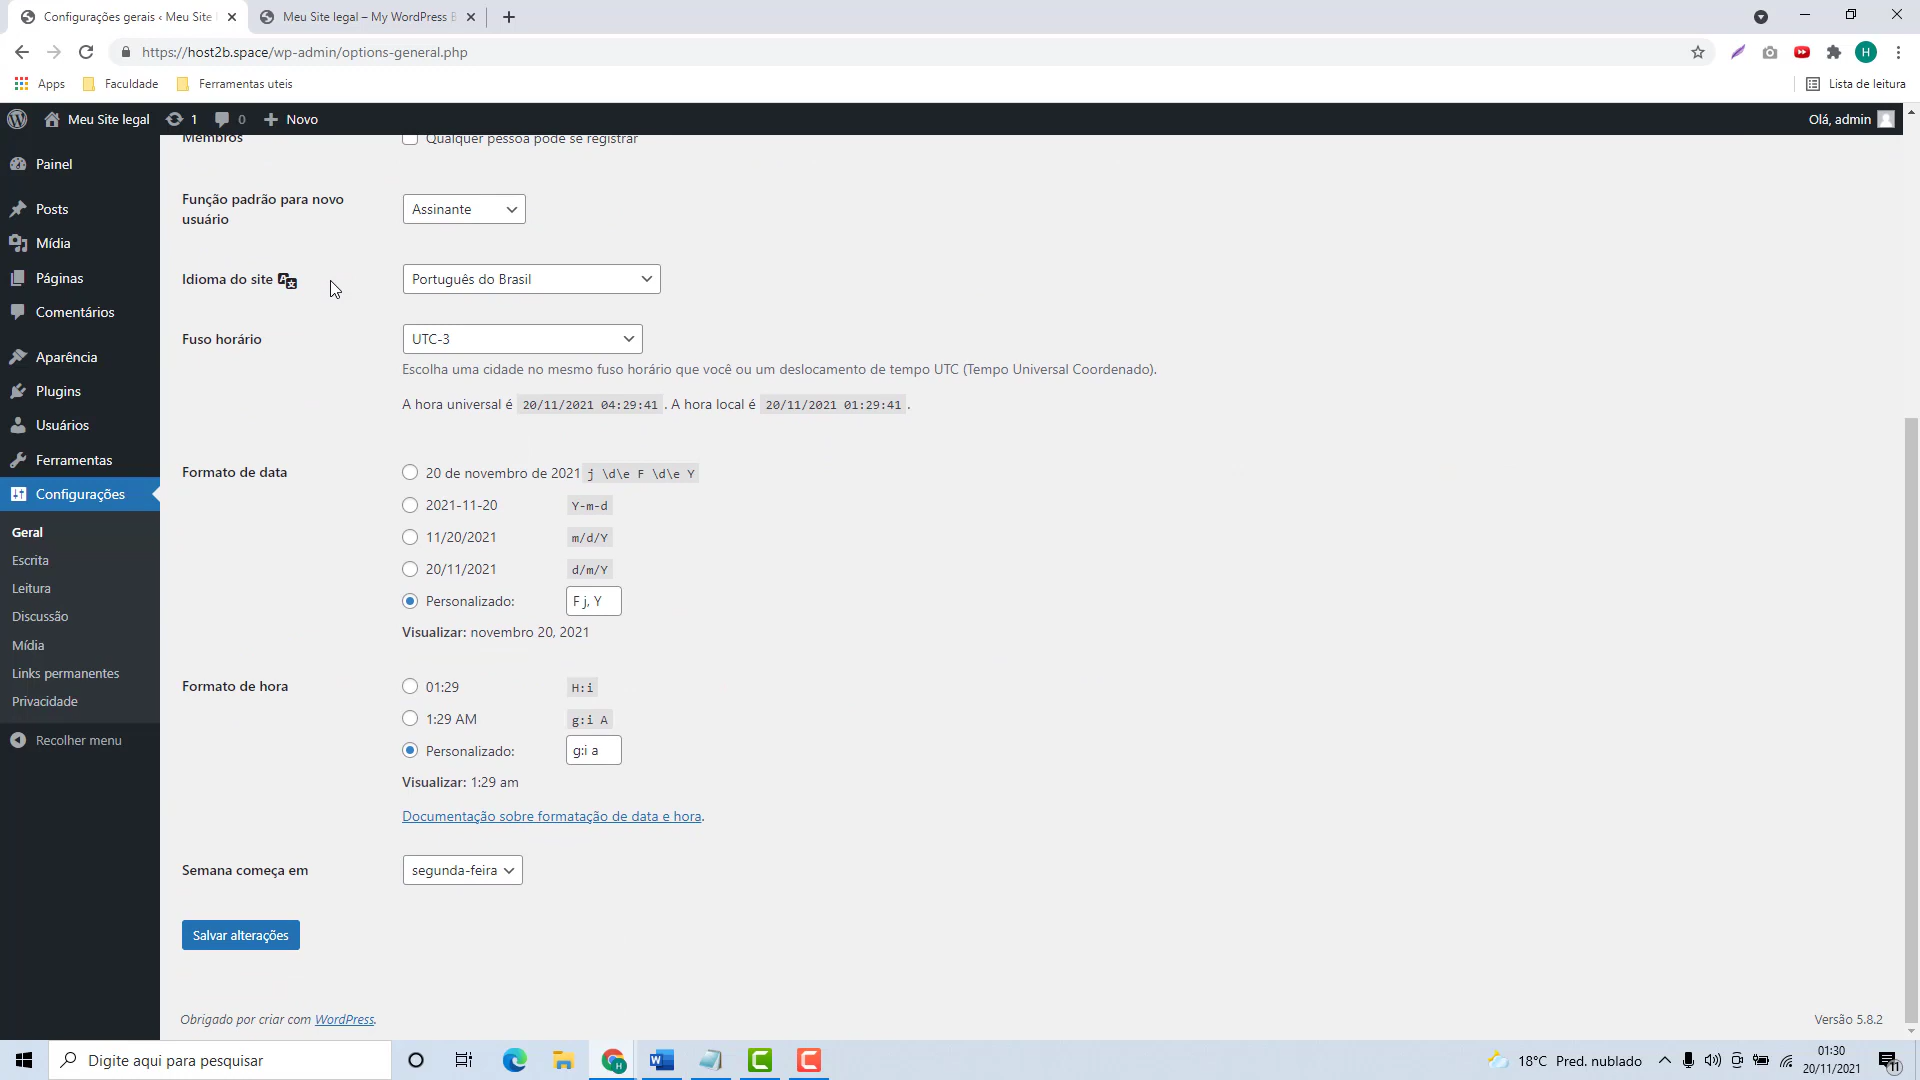 Configurações gerais ‹ Meu Site
Meu Site legal – My WordPress B
https://host2b.space/wp-admin/options-general.php
H
Apps
Faculdade
Ferramentas uteis
Lista de leitura
Meu Site legal
1
0
Novo
Olá, admin
Painel
Posts
Mídia
Páginas
Comentários
Aparência
Plugins
Usuários
Ferramentas
Configurações
Geral
Escrita
Leitura
Discussão
Mídia
Links permanentes
Privacidade
Recolher menu
Membros
Qualquer pessoa pode se registrar
Função padrão para novo
usuário
Assinante
Idioma do site
Português do Brasil
Fuso horário
UTC-3
Escolha uma cidade no mesmo fuso horário que você ou um deslocamento de tempo UTC (Tempo Universal Coordenado).
A hora universal é 20/11/2021 04:29:41 . A hora local é 20/11/2021 01:29:41 .
Formato de data
20 de novembro de 2021 j \d\e F \d\e Y
2021-11-20 Y-m-d
11/20/2021 m/d/Y
20/11/2021 d/m/Y
Personalizado: F j, Y
Visualizar: novembro 20, 2021
Formato de hora
01:29 H:i
1:29 AM g:i A
Personalizado: g:i a
Visualizar: 1:29 am
Documentação sobre formatação de data e hora.
Semana começa em
segunda-feira
Salvar alterações
Obrigado por criar com WordPress.
Versão 5.8.2
Digite aqui para pesquisar
18°C Pred. nublado
01:30
20/11/2021
11